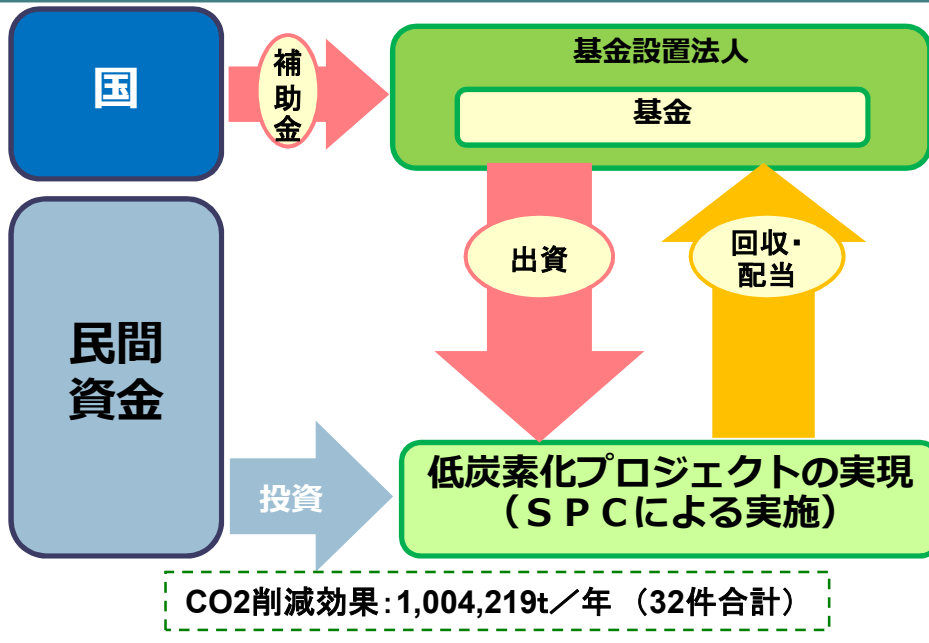 国
補
助
金
基金設置法人
基金
出資
回収・
配当
民間
資金
投資
低炭素化プロジェクトの実現
（ＳＰＣによる実施）
CO2削減効果：1,004,219t／年 （32件合計）